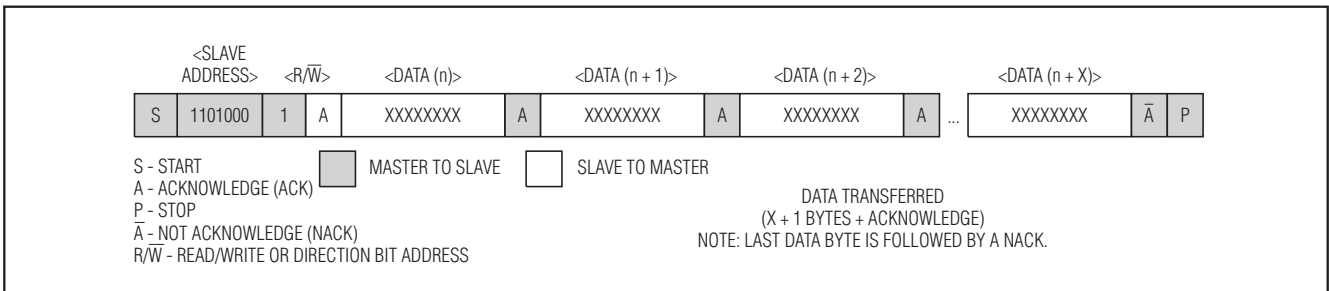 <SLAVE
ADDRESS> <R/W̅> <DATA (n)> <DATA (n + 1)> <DATA (n + 2)> <DATA (n + X)>
S 1101000 1 A XXXXXXXX A XXXXXXXX A XXXXXXXX A ... XXXXXXXX A̅ P
S - START
MASTER TO SLAVE SLAVE TO MASTER
A - ACKNOWLEDGE (ACK)
P - STOP
A̅ - NOT ACKNOWLEDGE (NACK)
R/W̅ - READ/WRITE OR DIRECTION BIT ADDRESS
DATA TRANSFERRED
(X + 1 BYTES + ACKNOWLEDGE)
NOTE: LAST DATA BYTE IS FOLLOWED BY A NACK.